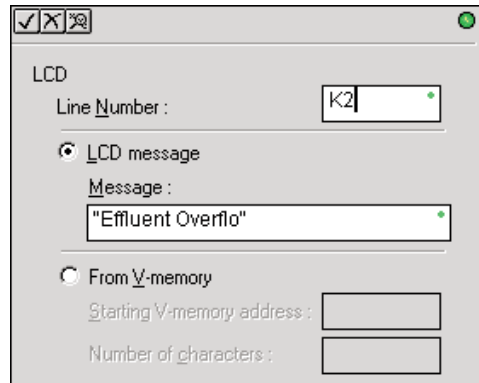 LCD
Line Number : K2
LCD message
Message :
"Effluent Overflo"
From V-memory
Starting V-memory address :
Number of characters :